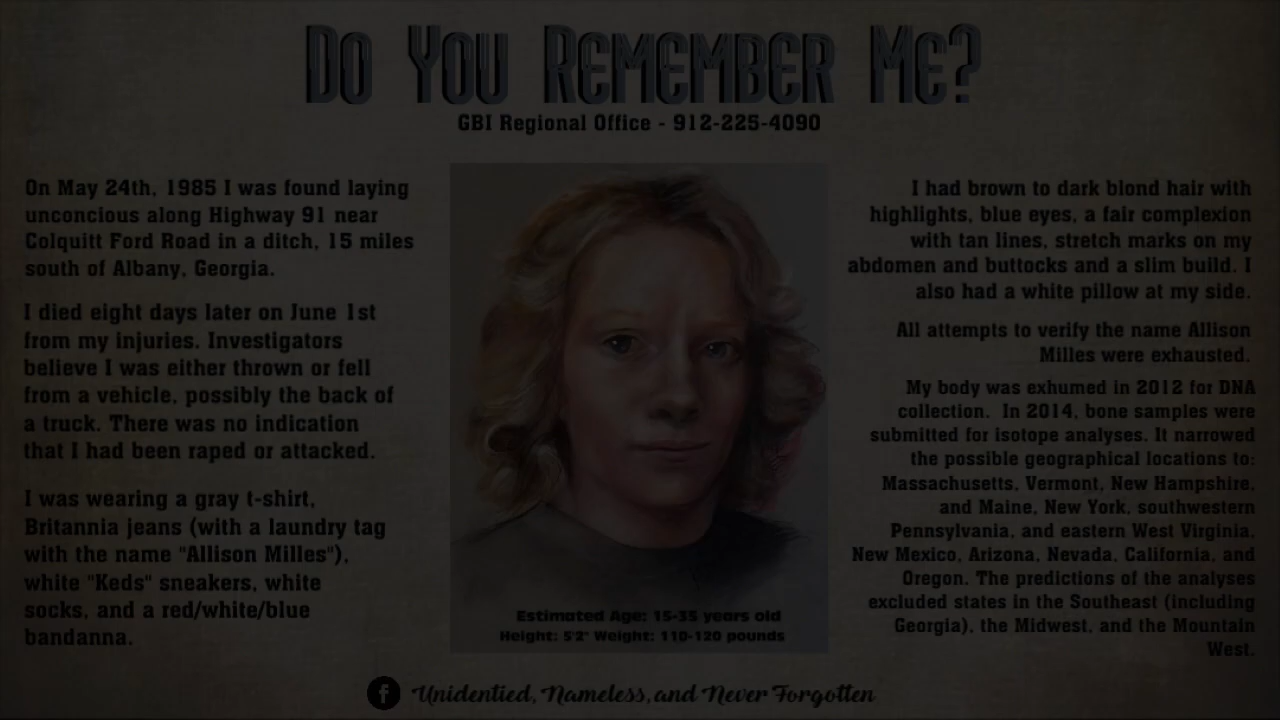 Do You Remember Me?
GBI Regional Office - 912-225-4090
On May 24th, 1985 I was found laying
unconcious along Highway 91 near
Colquitt Ford Road in a ditch, 15 miles
south of Albany, Georgia.
I died eight days later on June 1st
from my injuries. Investigators
believe I was either thrown or fell
from a vehicle, possibly the back of
a truck. There was no indication
that I had been raped or attacked.
I was wearing a gray t-shirt,
Britannia jeans (with a laundry tag
with the name "Allison Milles"),
white "Keds" sneakers, white
socks, and a red/white/blue
bandanna.
Estimated Age: 15-35 years old
Height: 5'2" Weight: 110-120 pounds
I had brown to dark blond hair with
highlights, blue eyes, a fair complexion
with tan lines, stretch marks on my
abdomen and buttocks and a slim build. I
also had a white pillow at my side.
All attempts to verify the name Allison
Milles were exhausted.
My body was exhumed in 2012 for DNA
collection. In 2014, bone samples were
submitted for isotope analyses. It narrowed
the possible geographical locations to:
Massachusetts, Vermont, New Hampshire,
and Maine, New York, southwestern
Pennsylvania, and eastern West Virginia,
New Mexico, Arizona, Nevada, California, and
Oregon. The predictions of the analyses
excluded states in the Southeast (including
Georgia), the Midwest, and the Mountain
West.
f Unidentied, Nameless, and Never Forgotten